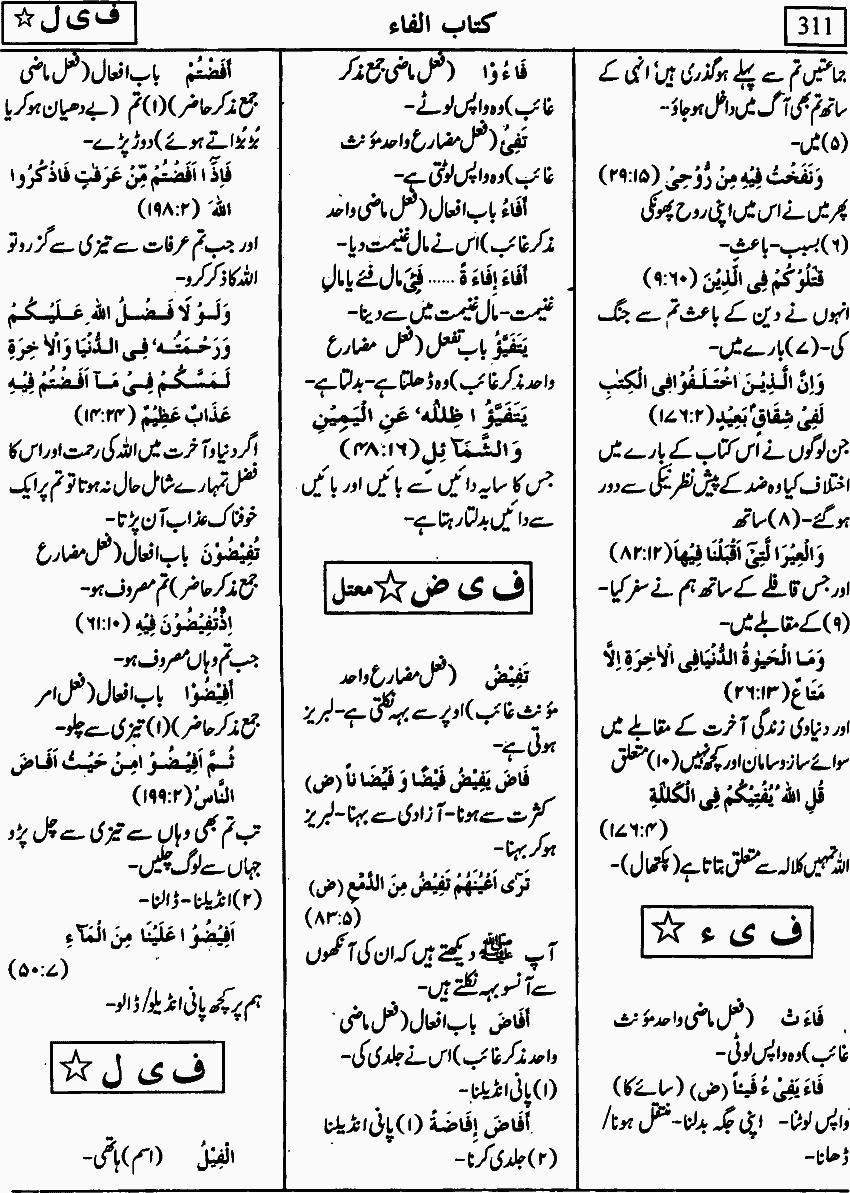 311
کتاب الفاء
ف ی ل ☆
جماعتیں تم سے پہلے ہو گذری ہیں، انہی کے
ساتھ تم بھی آگ میں داخل ہو جاؤ-
(۵) میں-
وَنَفَخْتُ فِيْهِ مِنْ رُّوْحِيْ (۲۹:۱۵)
پھر میں نے اس میں اپنی روح پھونکی
(۶) بسبب- باعث-
قٰتَلُوْكُمْ فِی الدِّيْنِ (۹:۶۰)
انہوں نے دین کے باعث تم سے جنگ
کی- (۷) بارے میں-
وَاِنَّ الَّذِيْنَ اخْتَلَفُوْا فِی الْكِتٰبِ
لَفِيْ شِقَاقٍ بَعِيْدٍ (۱۷۶:۲)
جن لوگوں نے اس کتاب کے بارے میں
اختلاف کیا وہ ضد کے پیش نظر نیکی سے دور
ہو گئے- (۸) ساتھ
وَالْعِيْرَ الَّتِيْٓ اَقْبَلْنَا فِيْهَا (۸۲:۱۲)
اور جس قافلے کے ساتھ ہم نے سفر کیا-
(۹) کے مقابلے میں-
وَمَا الْحَيٰوةُ الدُّنْيَا فِی الْاٰخِرَةِ اِلَّا
مَتَاعٌ (۲۶:۱۳)
اور دنیاوی زندگی آخرت کے مقابلے میں
سوائے سازو سامان اور کچھ نہیں (۱۰) متعلق
قُلِ اللهُ يُفْتِيْكُمْ فِی الْكَلٰلَةِ
(۱۷۶:۴)
اللہ تمہیں کلالہ سے متعلق بتاتا ہے (پکتھال)-
ف ی ء ☆
فَاءَ تْ (فعل ماضی واحد مؤنث
غائب) وہ واپس لوٹی-
فَاءَ يَفِيْءُ فَيْئًا (ض) (سائے کا)
واپس لوٹنا- اپنی جگہ بدلنا- منتقل ہونا/
ڈھانا-
فَاءُوْا (فعل ماضی جمع مذکر
غائب) وہ واپس لوٹے-
تَفِیْءُ (فعل مضارع واحد مؤنث
غائب) وہ واپس لوٹتی ہے-
اَفَاءَ باب افعال (فعل ماضی واحد
مذکر غائب) اس نے مال غنیمت دیا-
اَفَاءَ اِفَاءَ ةً ...... فَیْءٌ مال فئے یا مالِ
غنیمت- مال غنیمت میں سے دینا-
يَتَفَيَّؤُ باب تفعل (فعل مضارع
واحد مذکر غائب) وہ ڈھلتا ہے- بدلتا ہے-
يَتَفَيَّؤُ ا ظِلٰلُهٗ عَنِ الْيَمِيْنِ
وَالشَّمَآ ئِلِ (۴۸:۱۶)
جس کا سایہ دائیں سے بائیں اور بائیں
سے دائیں بدلتا رہتا ہے-
ف ی ض ☆ معتل
تَفِيْضُ (فعل مضارع واحد
مؤنث غائب) اوپر سے بہہ نکلتی ہے- لبریز
ہوتی ہے-
فَاضَ يَفِيْضُ فَيْضًا وَ فَيْضَا نًا (ض)
کثرت سے ہونا- آزادی سے بہنا- لبریز
ہو کر بہنا-
تَرٰٓی اَعْيُنَهُمْ تَفِيْضُ مِنَ الدَّمْعِ (ض)
(۸۳:۵)
آپ ﷺ دیکھتے ہیں کہ ان کی آنکھوں
سے آنسو بہہ نکلتے ہیں-
اَفَاضَ باب افعال (فعل ماضی
واحد مذکر غائب) اس نے جلدی کی-
(۱) پانی انڈیلنا-
اَفَاضَ اِفَاضَةً (۱) پانی انڈیلنا
(۲) جلدی کرنا-
اَفَضْتُمْ باب افعال (فعل ماضی
جمع مذکر حاضر) (۱) تم (بے دھیان ہو کر یا
بڑبڑاتے ہوئے) دوڑ پڑے-
فَاِذَآ اَفَضْتُمْ مِّنْ عَرَفٰتٍ فَاذْكُرُوا
اللهَ (۱۹۸:۲)
اور جب تم عرفات سے تیزی سے گزرو تو
اللہ کا ذکر کرو-
وَلَوْ لَا فَضْلُ اللهِ عَلَيْكُمْ
وَرَحْمَتُهٗ فِی الدُّنْيَا وَالْاٰخِرَةِ
لَمَسَّكُمْ فِيْ مَآ اَفَضْتُمْ فِيْهِ
عَذَابٌ عَظِيْمٌ (۱۴:۲۴)
اگر دنیا و آخرت میں اللہ کی رحمت اور اس کا
فضل تمہارے شامل حال نہ ہوتا تو تم پر ایک
خوفناک عذاب آن پڑتا-
تُفِيْضُوْنَ باب افعال (فعل مضارع
جمع مذکر حاضر) تم مصروف ہو-
اِذْتُفِيْضُوْنَ فِيْهِ (۶۱:۱۰)
جب تم وہاں مصروف ہو-
اَفِيْضُوْا باب افعال (فعل امر
جمع مذکر حاضر) (۱) تیزی سے چلو-
ثُمَّ اَفِيْضُوْ امِنْ حَيْثُ اَفَاضَ
النَّاسُ (۱۹۹:۲)
تب تم بھی وہاں سے تیزی سے چل پڑو
جہاں سے لوگ چلیں-
(۲) انڈیلنا- ڈالنا-
اَفِيْضُوْ ا عَلَيْنَا مِنَ الْمَآءِ
(۵۰:۷)
ہم پر کچھ پانی انڈیلو/ ڈالو-
ف ی ل ☆
الْفِيْلُ (اسم) ہاتھی-